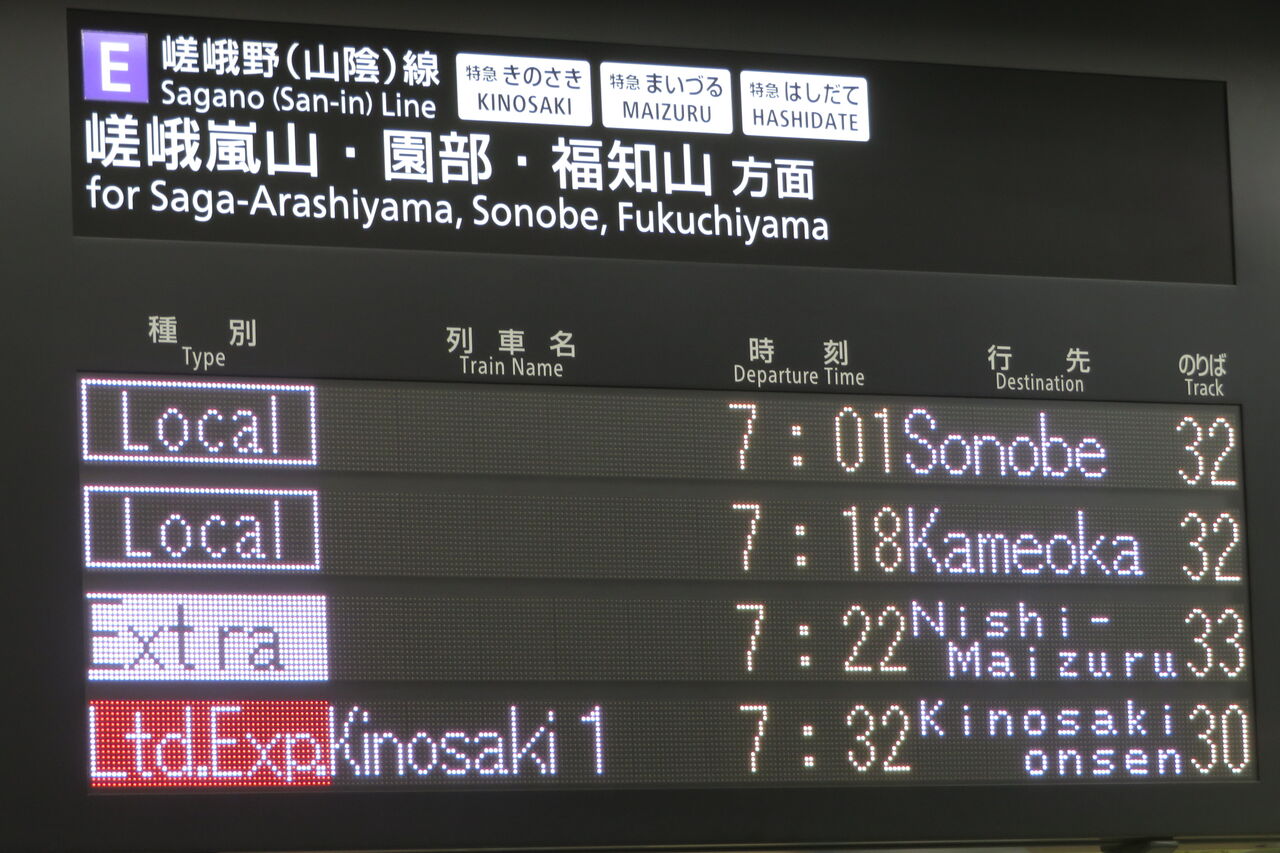 E 嵯峨野(山陰)線 特急 きのさき 特急 まいづる 特急 はしだて
Sagano (San-in) Line KINOSAKI MAIZURU HASHIDATE
嵯峨嵐山・園部・福知山 方面
for Saga-Arashiyama, Sonobe, Fukuchiyama
種別 列車名 時刻 行先 のりば
Type Train Name Departure Time Destination Track
Local 7:01 Sonobe 32
Local 7:18 Kameoka 32
Extra 7:22 Nishi-Maizuru 33
Ltd.Exp. Kinosaki 1 7:32 Kinosaki onsen 30